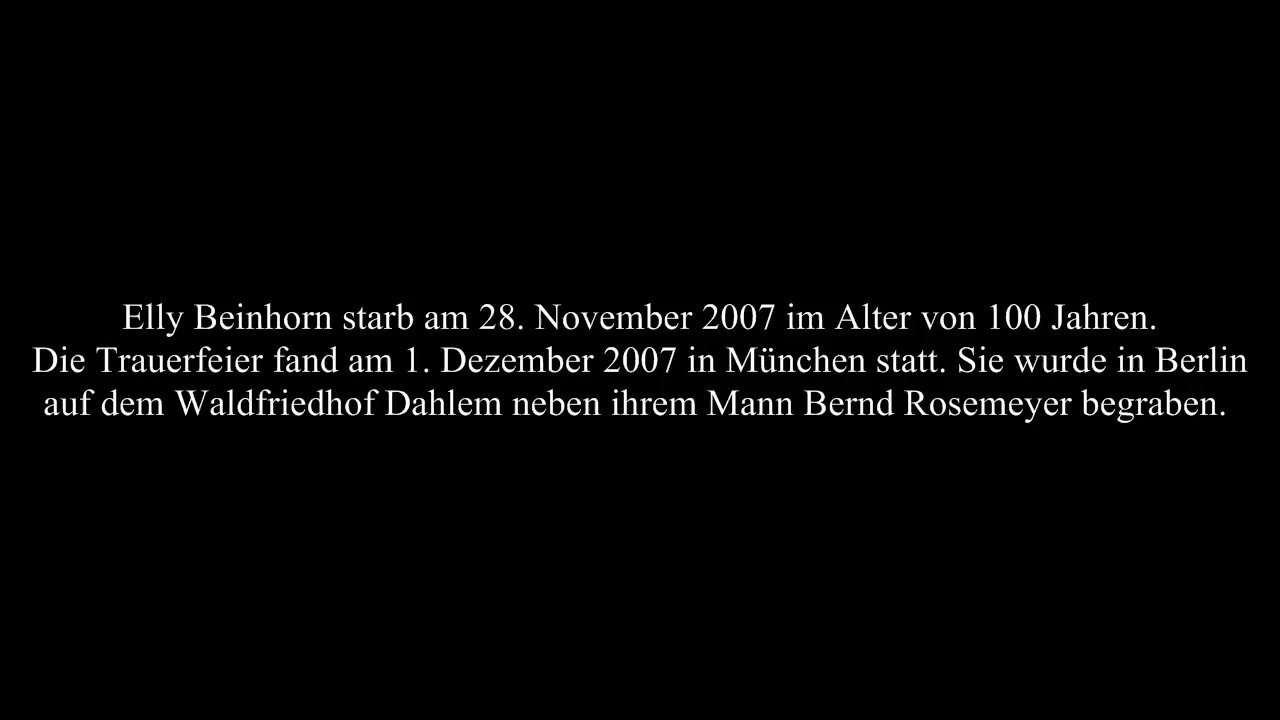 Elly Beinhorn starb am 28. November 2007 im Alter von 100 Jahren.
Die Trauerfeier fand am 1. Dezember 2007 in München statt. Sie wurde in Berlin
auf dem Waldfriedhof Dahlem neben ihrem Mann Bernd Rosemeyer begraben.